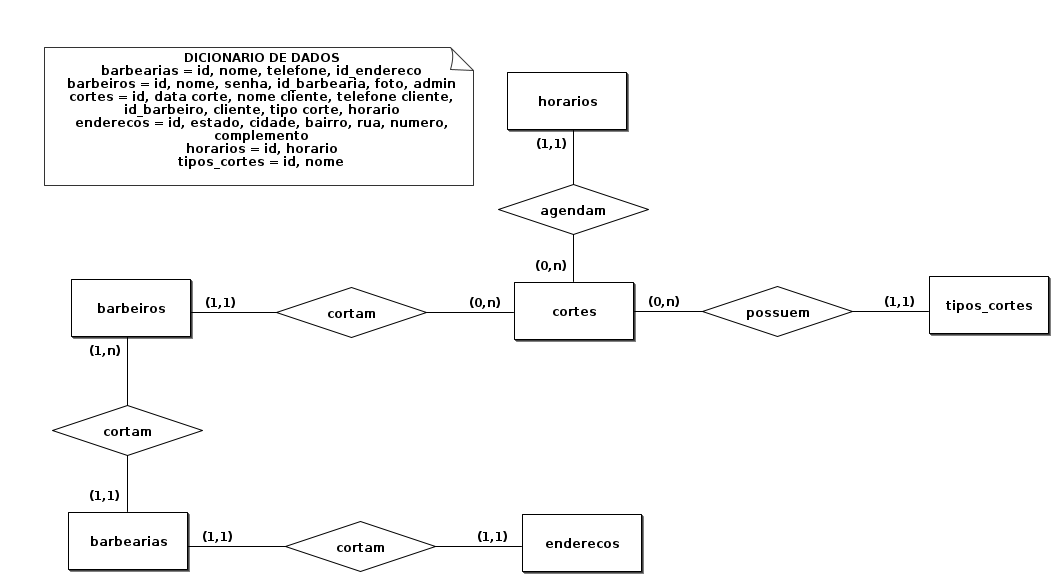 DICIONARIO DE DADOS
barbearias = id, nome, telefone, id_endereco
barbeiros = id, nome, senha, id_barbearia, foto, admin
cortes = id, data corte, nome cliente, telefone cliente,
id_barbeiro, cliente, tipo corte, horario
enderecos = id, estado, cidade, bairro, rua, numero,
complemento
horarios = id, horario
tipos_cortes = id, nome
horarios
(1,1)
agendam
(0,n)
barbeiros
(1,1)
cortam
(0,n)
cortes
(0,n)
possuem
(1,1)
tipos_cortes
(1,n)
cortam
(1,1)
barbearias
(1,1)
cortam
(1,1)
enderecos